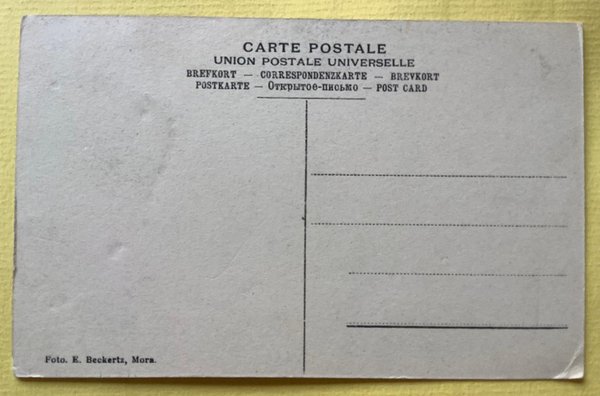 CARTE POSTALE
UNION POSTALE UNIVERSELLE
BREFKORT — CORRESPONDENZKARTE — BREVKORT
POSTKARTE — Открытое-письмо — POST CARD
Foto. E. Beckertz, Mora.